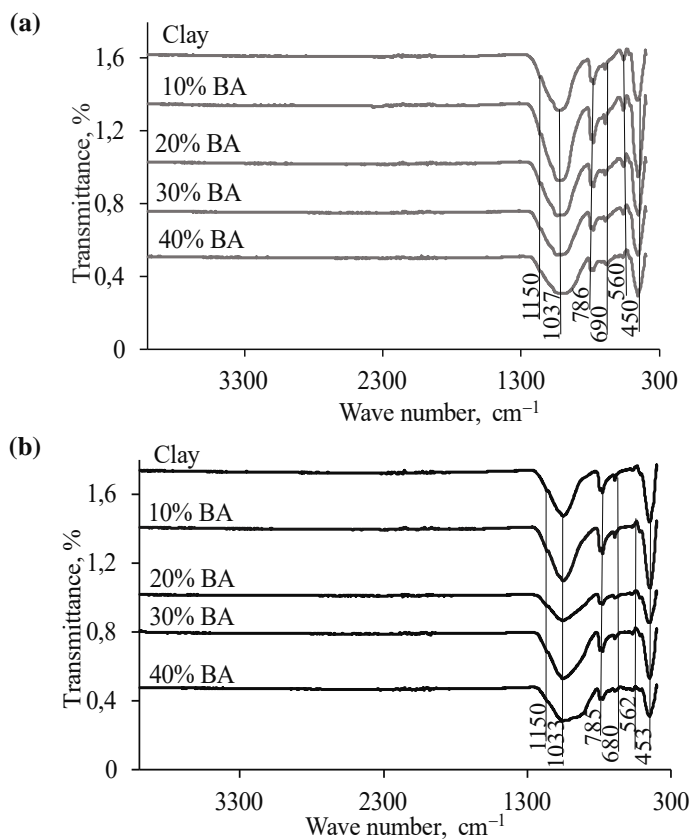 (a)
Clay
10% BA
20% BA
30% BA
40% BA
Transmittance, %
1,6
1,2
0,8
0,4
0
1150
1037
786
690
560
450
3300
2300
1300
300
Wave number, cm⁻¹
(b)
Clay
10% BA
20% BA
30% BA
40% BA
Transmittance, %
1,6
1,2
0,8
0,4
0
1150
1033
785
680
562
453
3300
2300
1300
300
Wave number, cm⁻¹